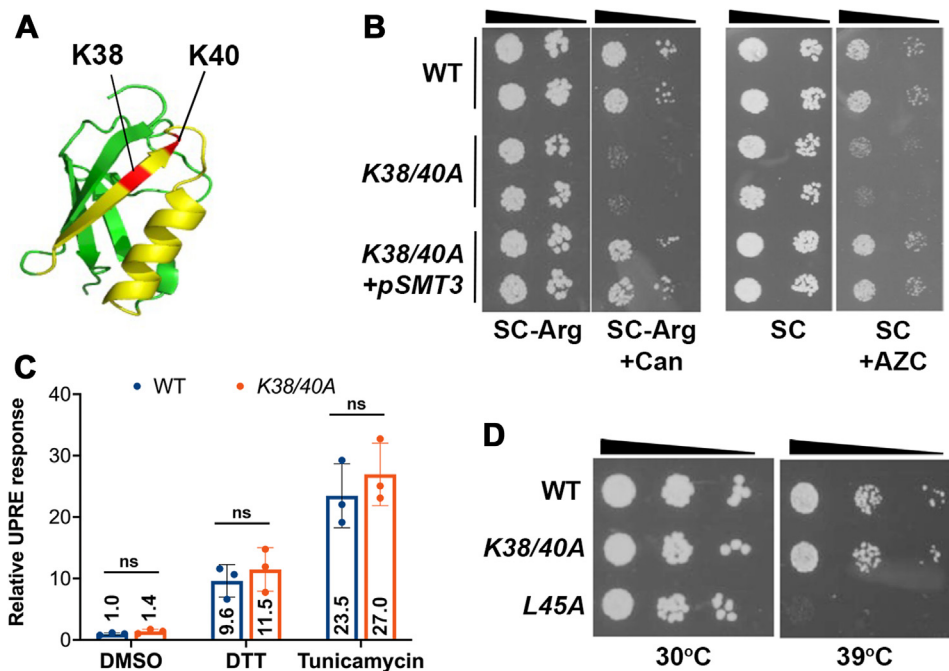 A
K38 K40
B
WT
K38/40A
K38/40A
+pSMT3
SC-Arg
SC-Arg
+Can
SC
SC
+AZC
C
WT K38/40A
Relative UPRE response
40
30
20
10
0
ns
ns
ns
1.0
1.4
9.6
11.5
23.5
27.0
DMSO DTT Tunicamycin
D
WT
K38/40A
L45A
30°C 39°C